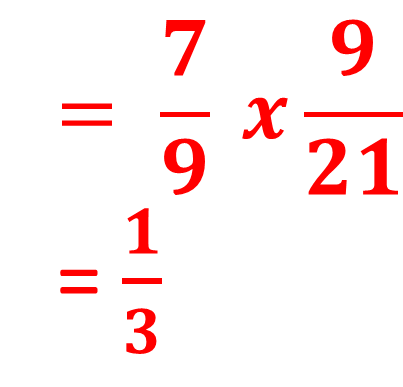 = 7/9 x 9/21
= 1/3